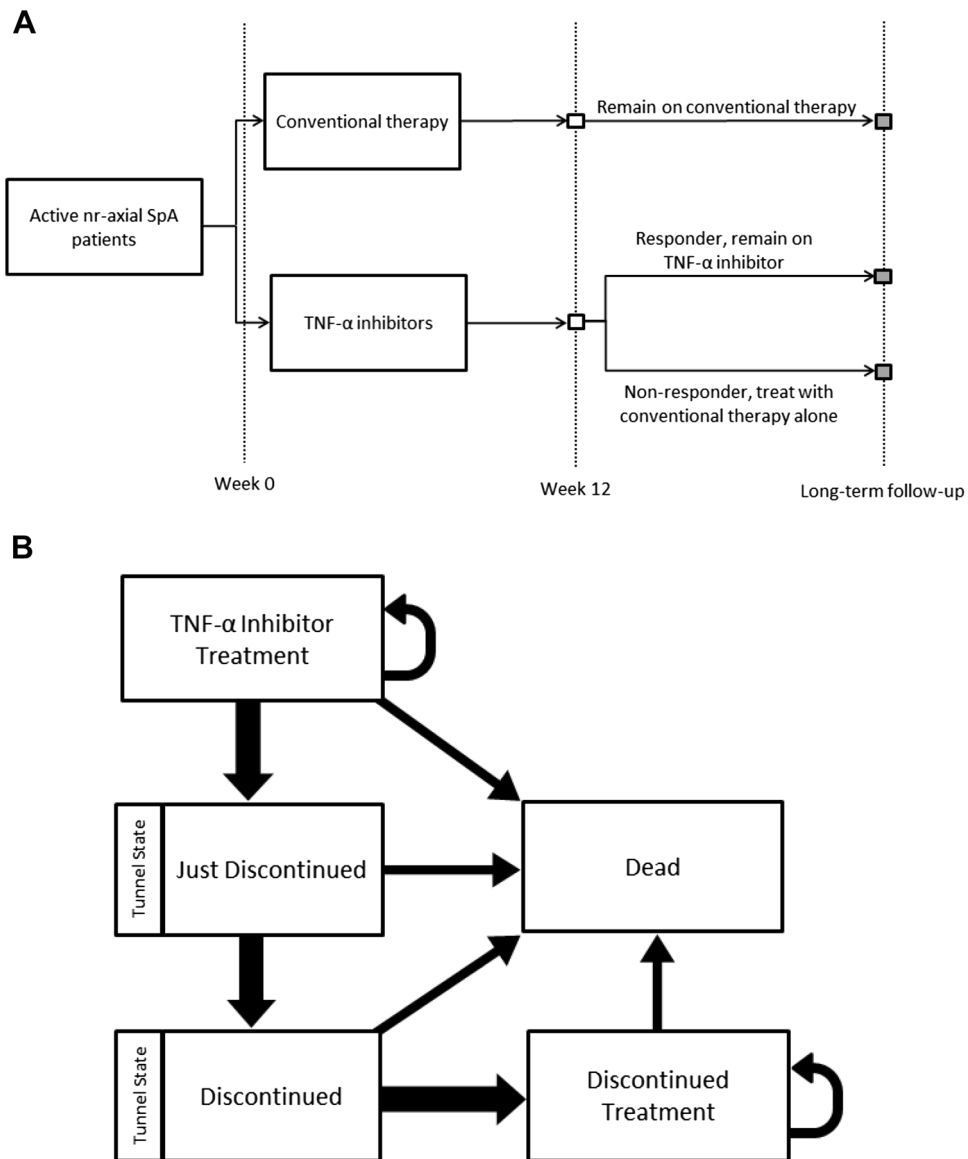 A
Conventional therapy
Remain on conventional therapy
Active nr-axial SpA
patients
Responder, remain on
TNF-α inhibitor
TNF-α inhibitors
Non-responder, treat with
conventional therapy alone
Week 0
Week 12
Long-term follow-up
B
TNF-α Inhibitor
Treatment
Tunnel State
Just Discontinued
Dead
Tunnel State
Discontinued
Discontinued
Treatment